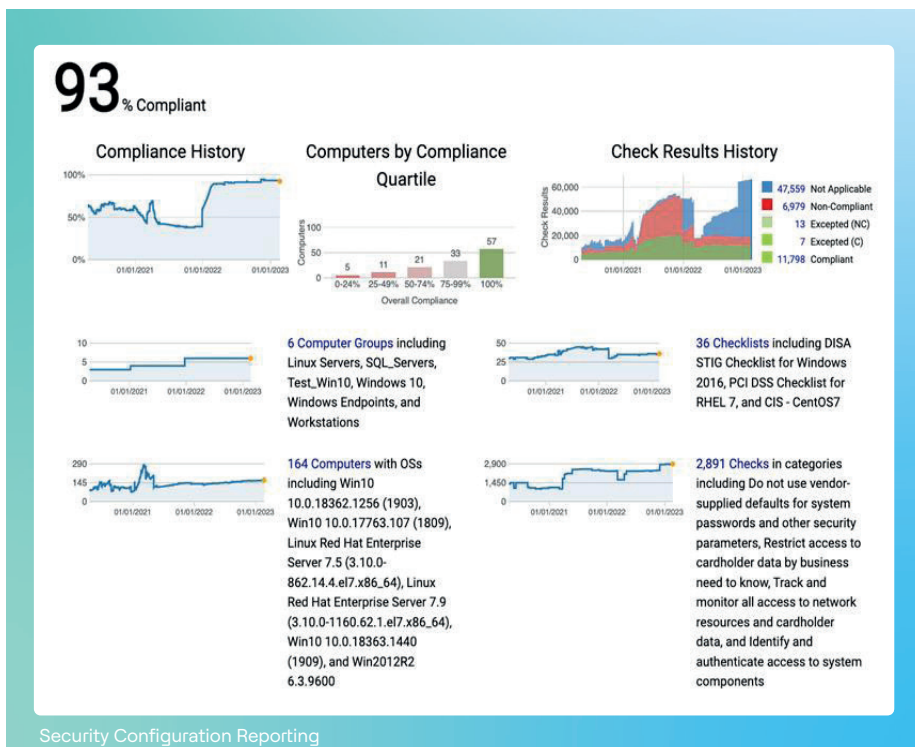 93 % Compliant
Compliance History
100%
50%
0%
01/01/2021 01/01/2022 01/01/2023
Computers by Compliance
Quartile
Computers
100
50
0
5 11 21 33 57
0-24% 25-49% 50-74% 75-99% 100%
Overall Compliance
Check Results History
Check Results
60,000
40,000
20,000
0
01/01/2021 01/01/2022 01/01/2023
47,559 Not Applicable
6,979 Non-Compliant
13 Excepted (NC)
7 Excepted (C)
11,798 Compliant
10
5
0
01/01/2021 01/01/2022 01/01/2023
6 Computer Groups including
Linux Servers, SQL_Servers,
Test_Win10, Windows 10,
Windows Endpoints, and
Workstations
50
25
0
01/01/2021 01/01/2022 01/01/2023
36 Checklists including DISA
STIG Checklist for Windows
2016, PCI DSS Checklist for
RHEL 7, and CIS - CentOS7
290
145
0
01/01/2021 01/01/2022 01/01/2023
164 Computers with OSs
including Win10
10.0.18362.1256 (1903),
Win10 10.0.17763.107 (1809),
Linux Red Hat Enterprise
Server 7.5 (3.10.0-
862.14.4.el7.x86_64), Linux
Red Hat Enterprise Server 7.9
(3.10.0-1160.62.1.el7.x86_64),
Win10 10.0.18363.1440
(1909), and Win2012R2
6.3.9600
2,900
1,450
0
01/01/2021 01/01/2022 01/01/2023
2,891 Checks in categories
including Do not use vendor-
supplied defaults for system
passwords and other security
parameters, Restrict access to
cardholder data by business
need to know, Track and
monitor all access to network
resources and cardholder
data, and Identify and
authenticate access to system
components
Security Configuration Reporting